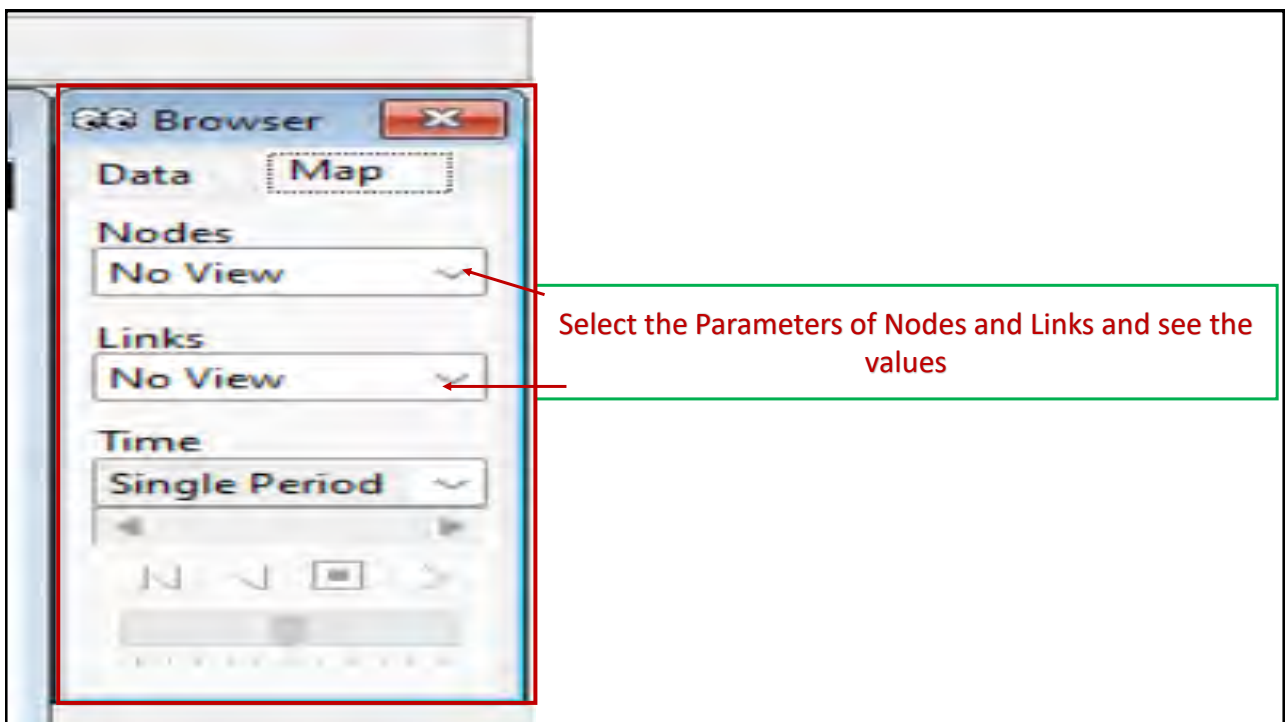 Browser
Data Map
Nodes
No View
Links
No View
Time
Single Period
Select the Parameters of Nodes and Links and see the
values